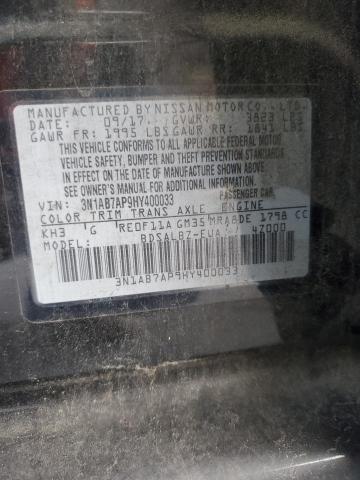 MANUFACTURED BY NISSAN MOTOR CO., LTD.
DATE: 09/17 GVWR: 3823 LBS
GAWR FR: 1995 LBS GAWR RR: 1841 LBS
THIS VEHICLE CONFORMS TO ALL APPLICABLE FEDERAL MOTOR
VEHICLE SAFETY, BUMPER AND THEFT PREVENTION STANDARDS
IN EFFECT ON THE DATE OF MANUFACTURE SHOWN ABOVE.
SEE OWNER'S MANUAL FOR ADDITIONAL INFORMATION.
PASSENGER CAR
VIN: 3N1AB7AP9HY400033
COLOR TRIM TRANS AXLE ENGINE
KH3 G RE0F11A GM35 MRA8DE 1798 CC
MODEL: BDSALBZ-EUA 47000
3N1AB7AP9HY400033